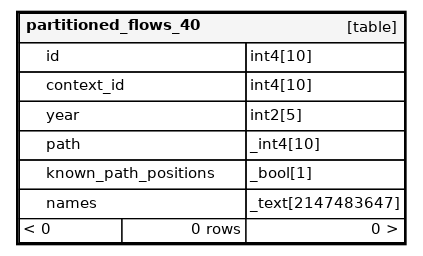 partitioned_flows_40 [table]
id int4[10]
context_id int4[10]
year int2[5]
path _int4[10]
known_path_positions _bool[1]
names _text[2147483647]
< 0 0 rows 0 >